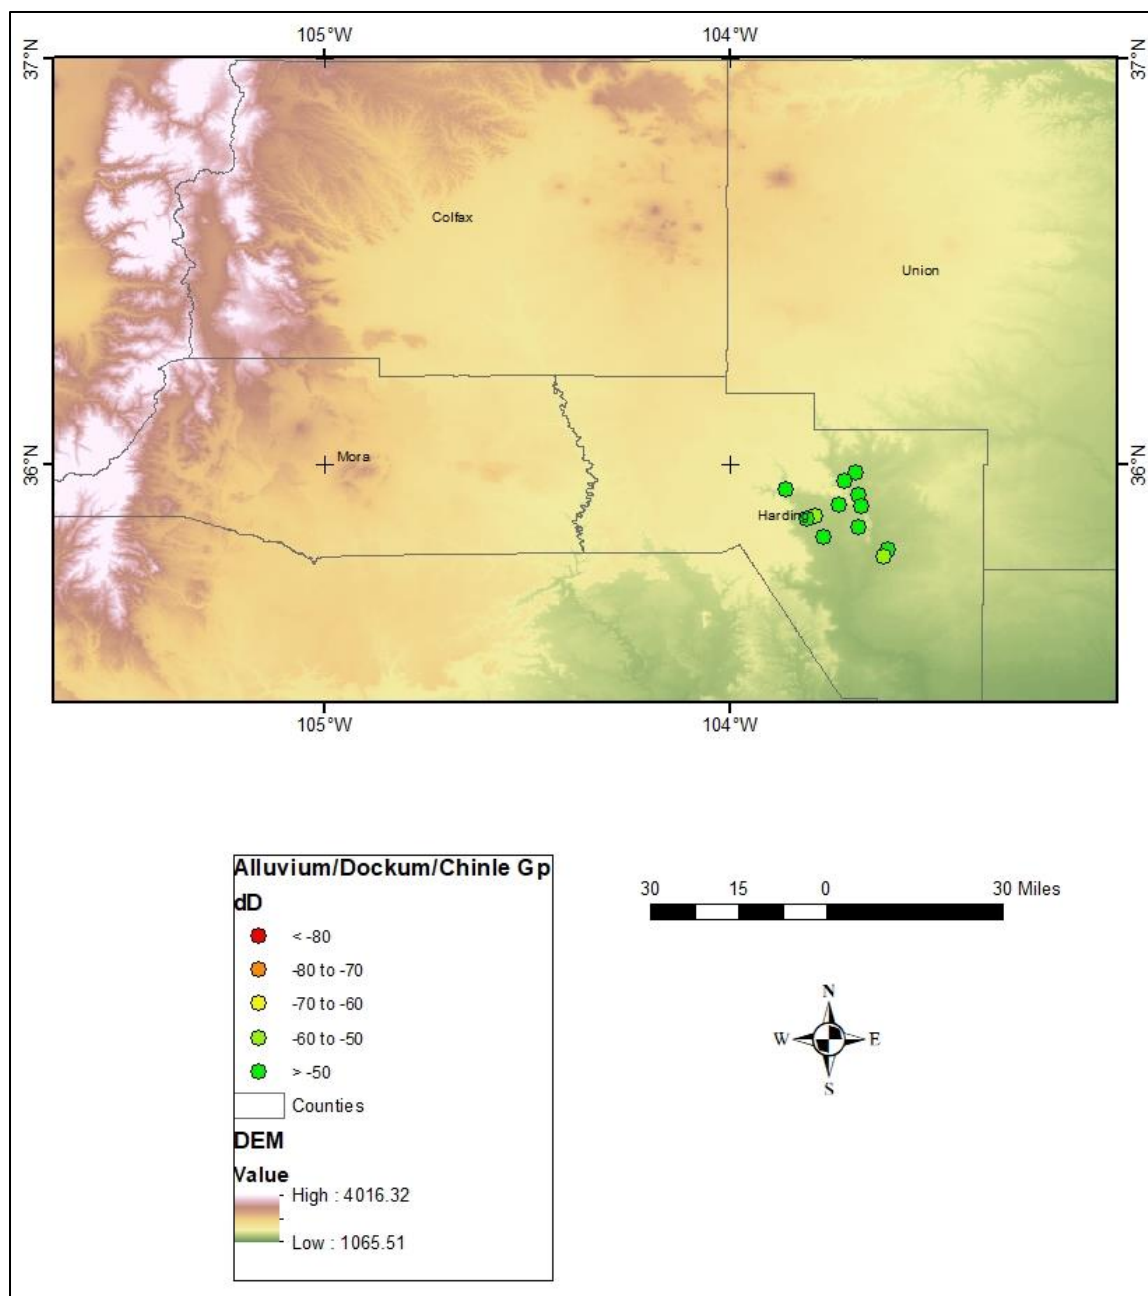 105°W 104°W
37°N 37°N
Colfax
Union
36°N 36°N
Mora
Harding
105°W 104°W
Alluvium/Dockum/Chinle Gp
dD
< -80
-80 to -70
-70 to -60
-60 to -50
> -50
Counties
DEM
Value
High : 4016.32
Low : 1065.51
30 15 0 30 Miles
N
W E
S